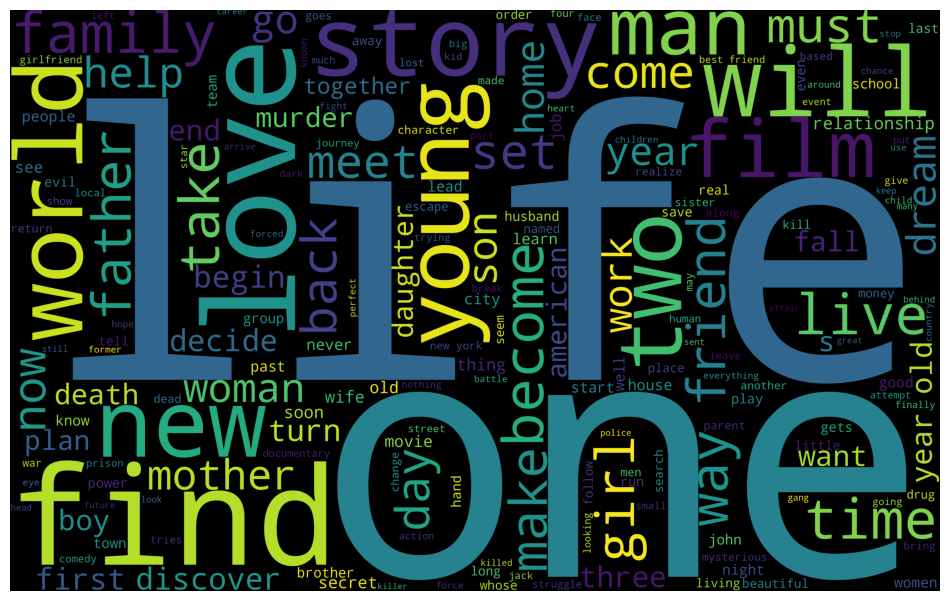 life
one
find
love
story
will
film
man
world
young
new
two
family
father
mother
friend
become
make
live
time
girl
way
back
take
meet
set
son
home
year
must
come
go
help
murder
together
end
begin
decide
woman
now
death
plan
boy
first
discover
turn
day
want
three
work
american
daughter
dream
fall
year old
relationship
s
people
see
evil
local
show
return
girlfriend
left
career
order
goes
away
four
face
big
kid
lost
much
known
team
star
arrive
fight
journey
dark
forced
character
part
made
heart
job
children
realize
best friend
even
event
based
around
chance
school
stop
last
put
use
give
keep
child
many
kill
money
affair
human
may
sent
great
country
behind
leave
real
sister
save
along
husband
named
learn
city
lead
escape
trying
break
seem
new york
battle
thing
never
group
perfect
past
old
nothing
wife
soon
movie
street
change
action
hand
dead
documentary
still
former
hope
tell
know
war
prison
eye
power
head
future
look
tries
town
comedy
brother
secret
killer
force
long
killed
jack
whose
struggle
police
men
run
follow
looking
small
search
house
start
well
place
everything
another
play
parent
little
gets
good
attempt
finally
drug
gang
going
bring
john
mysterious
night
living
beautiful
women